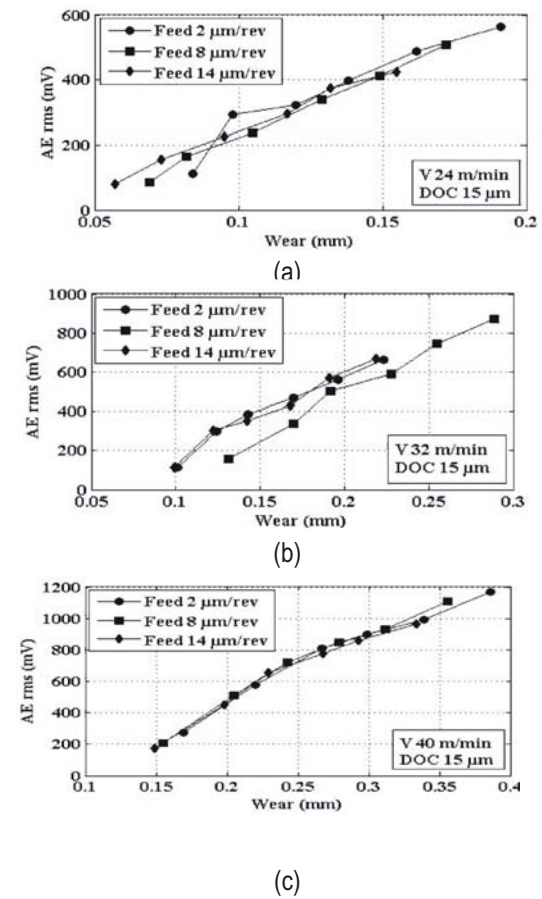 600
Feed 2 μm/rev
Feed 8 μm/rev
Feed 14 μm/rev
400
AE rms (mV)
200
V 24 m/min
DOC 15 μm
0
0.05 0.1 0.15 0.2
Wear (mm)
(a)
1000
Feed 2 μm/rev
Feed 8 μm/rev
Feed 14 μm/rev
800
600
AE rms (mV)
400
200
V 32 m/min
DOC 15 μm
0
0.05 0.1 0.15 0.2 0.25 0.3
Wear (mm)
(b)
1200
Feed 2 μm/rev
Feed 8 μm/rev
Feed 14 μm/rev
1000
800
600
AE rms (mV)
400
200
V 40 m/min
DOC 15 μm
0
0.1 0.15 0.2 0.25 0.3 0.35 0.4
Wear (mm)
(c)